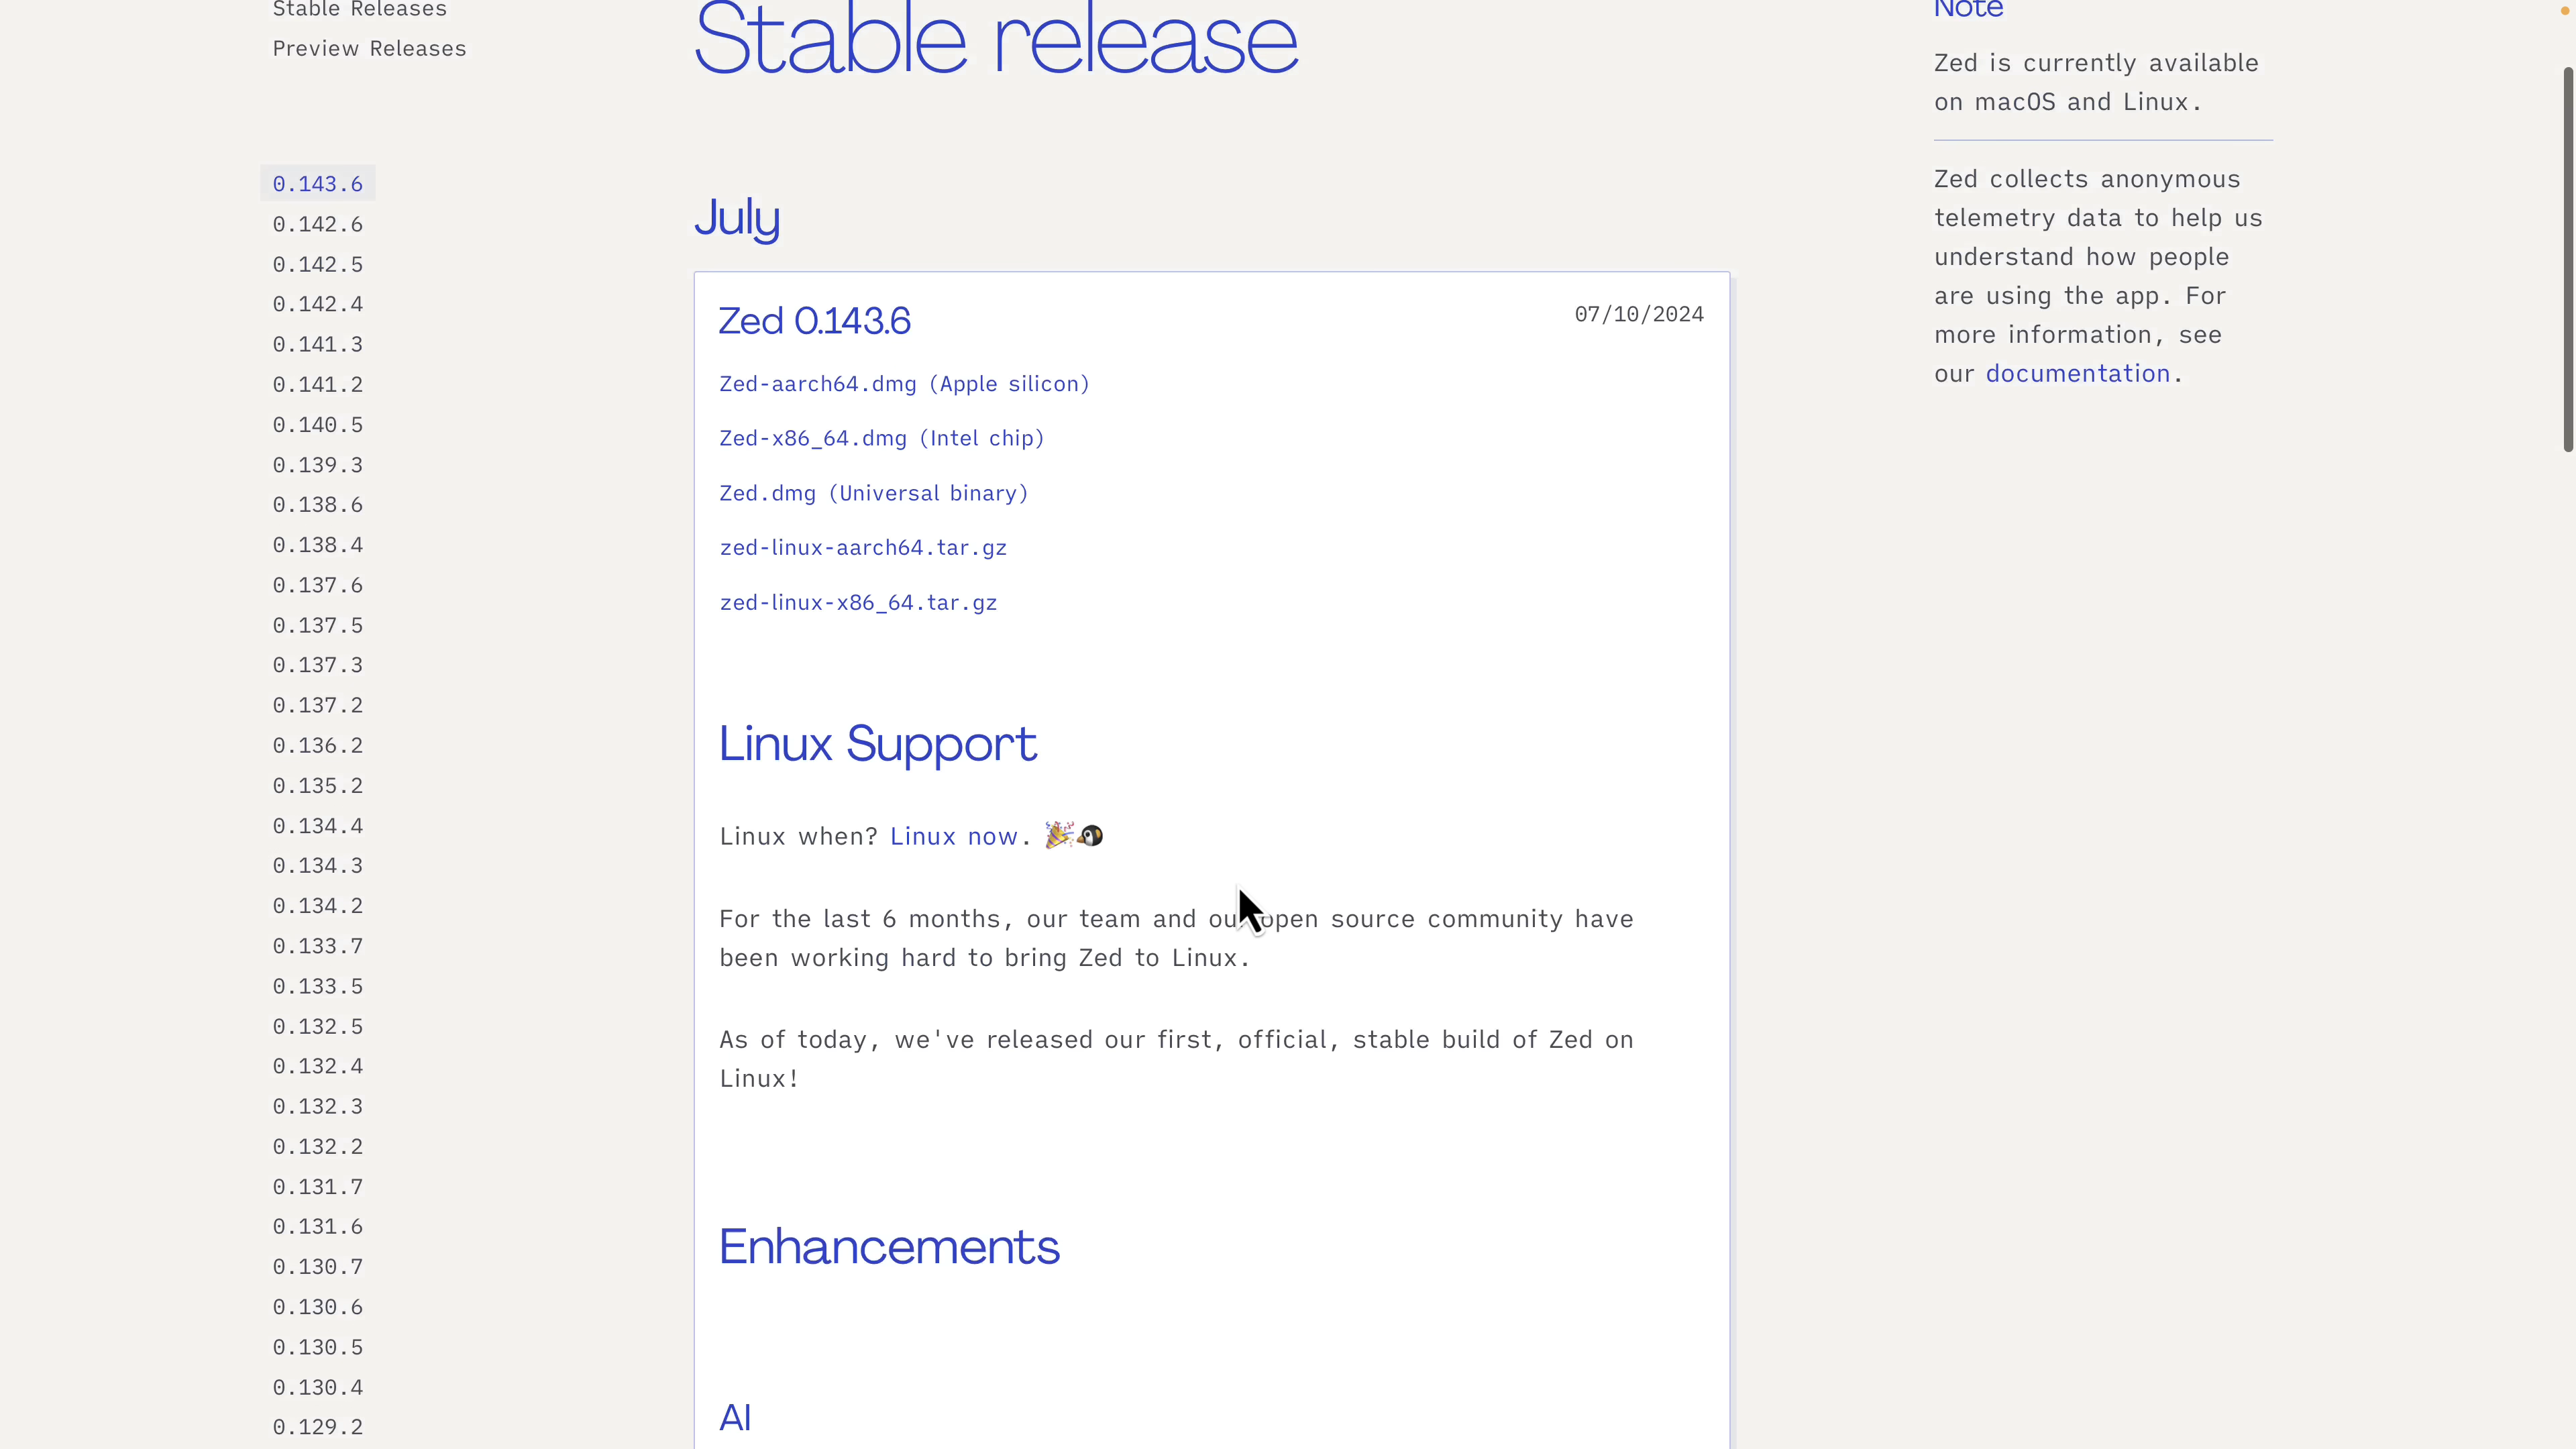 Stable Releases
Preview Releases
0.143.6
0.142.6
0.142.5
0.142.4
0.141.3
0.141.2
0.140.5
0.139.3
0.138.6
0.138.4
0.137.6
0.137.5
0.137.3
0.137.2
0.136.2
0.135.2
0.134.4
0.134.3
0.134.2
0.133.7
0.133.5
0.132.5
0.132.4
0.132.3
0.132.2
0.131.7
0.131.6
0.130.7
0.130.6
0.130.5
0.130.4
0.129.2
Stable release
July
Zed 0.143.6
07/10/2024
Zed-aarch64.dmg (Apple silicon)
Zed-x86_64.dmg (Intel chip)
Zed.dmg (Universal binary)
zed-linux-aarch64.tar.gz
zed-linux-x86_64.tar.gz
Linux Support
Linux when? Linux now. 🎉🐧
For the last 6 months, our team and our open source community have
been working hard to bring Zed to Linux.
As of today, we've released our first, official, stable build of Zed on
Linux!
Enhancements
AI
Note
Zed is currently available
on macOS and Linux.
Zed collects anonymous
telemetry data to help us
understand how people
are using the app. For
more information, see
our documentation.